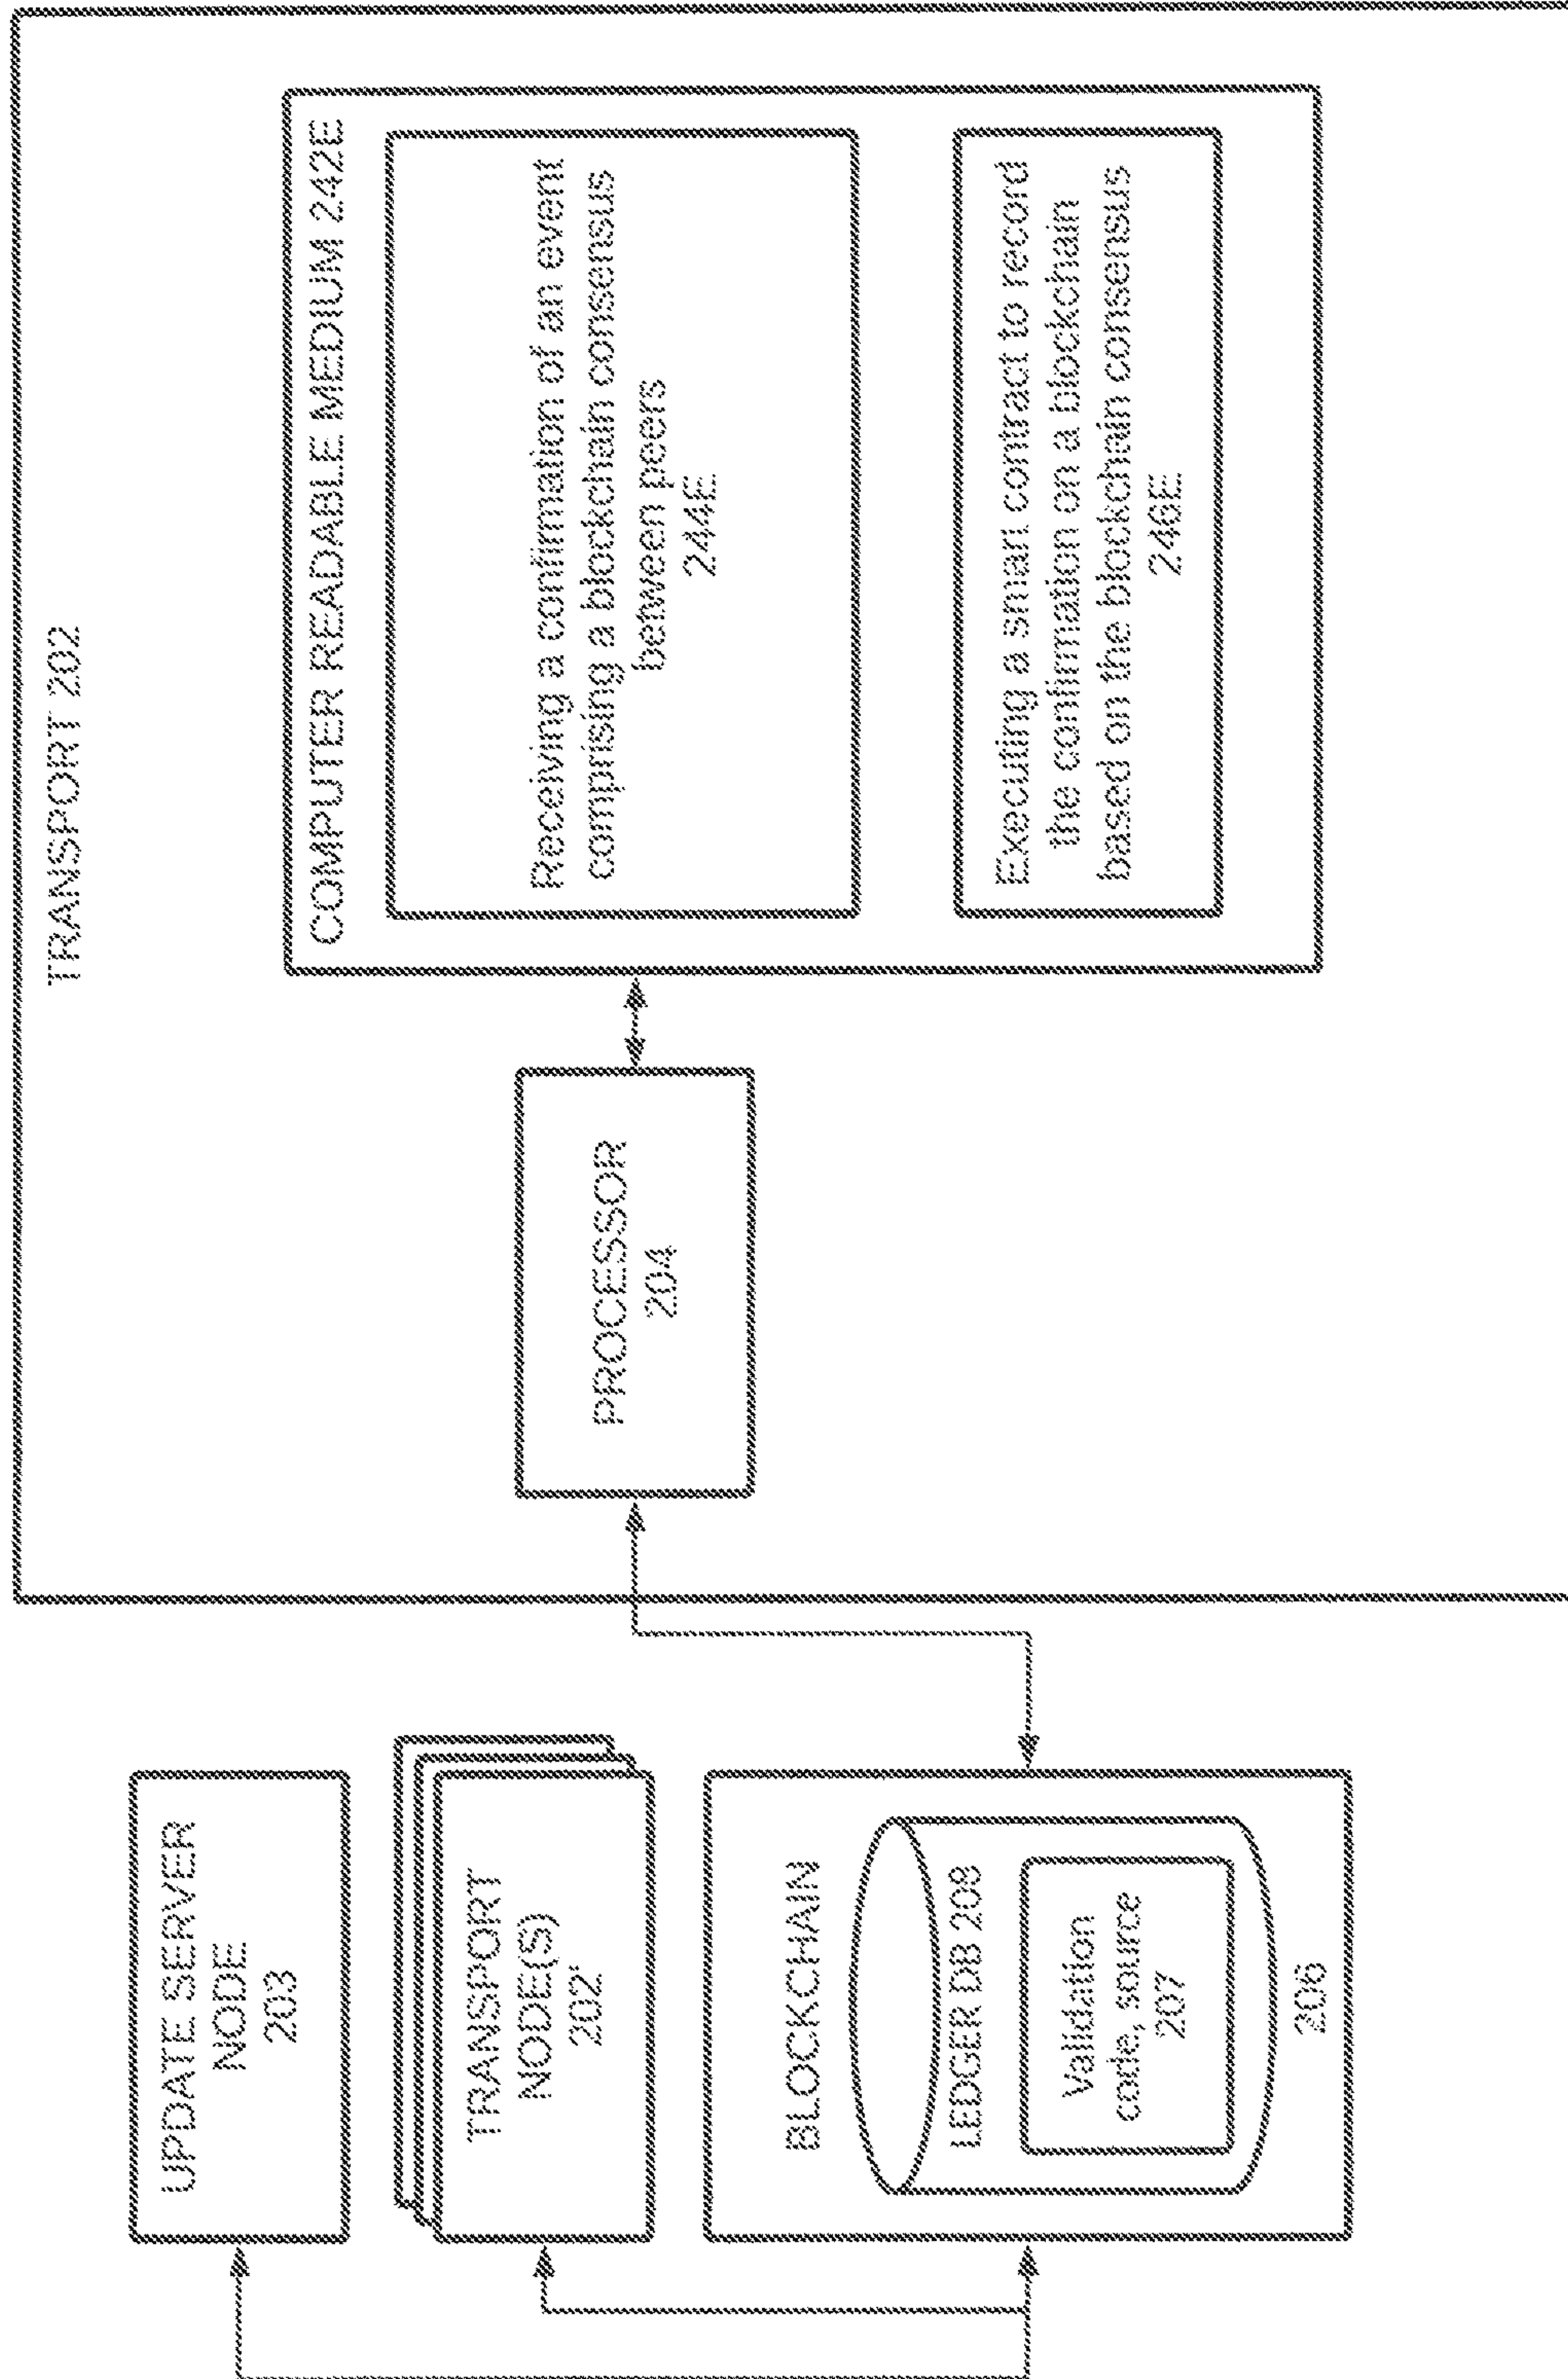 UPDATE SERVER
NODE
203
TRANSPORT
NODE(S)
202'
BLOCKCHAIN
LEDGER DB 208
Validation
code, source
207
206
TRANSPORT 202
PROCESSOR
204
COMPUTER READABLE MEDIUM 242E
Receiving a confirmation of an event
comprising a blockchain consensus
between peers
244E
Executing a smart contract to record
the confirmation on a blockchain
based on the blockchain consensus
246E